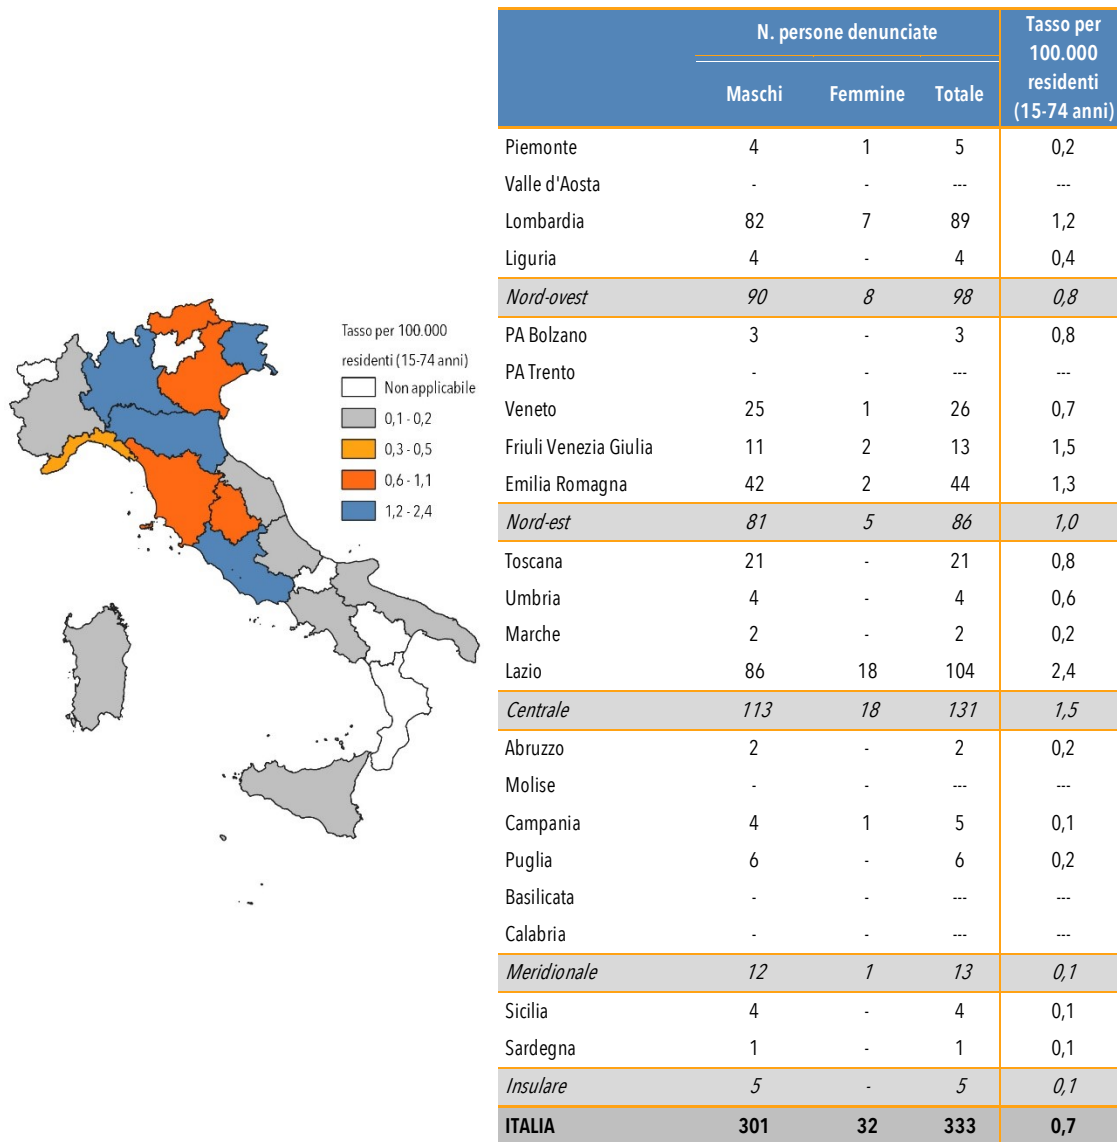 Tasso per 100.000
residenti (15-74 anni)
Non applicabile
0,1 - 0,2
0,3 - 0,5
0,6 - 1,1
1,2 - 2,4
N. persone denunciate
Tasso per
100.000
residenti
(15-74 anni)
Maschi Femmine Totale
Piemonte 4 1 5 0,2
Valle d'Aosta - - --- ---
Lombardia 82 7 89 1,2
Liguria 4 - 4 0,4
Nord-ovest 90 8 98 0,8
PA Bolzano 3 - 3 0,8
PA Trento - - --- ---
Veneto 25 1 26 0,7
Friuli Venezia Giulia 11 2 13 1,5
Emilia Romagna 42 2 44 1,3
Nord-est 81 5 86 1,0
Toscana 21 - 21 0,8
Umbria 4 - 4 0,6
Marche 2 - 2 0,2
Lazio 86 18 104 2,4
Centrale 113 18 131 1,5
Abruzzo 2 - 2 0,2
Molise - - --- ---
Campania 4 1 5 0,1
Puglia 6 - 6 0,2
Basilicata - - --- ---
Calabria - - --- ---
Meridionale 12 1 13 0,1
Sicilia 4 - 4 0,1
Sardegna 1 - 1 0,1
Insulare 5 - 5 0,1
ITALIA 301 32 333 0,7